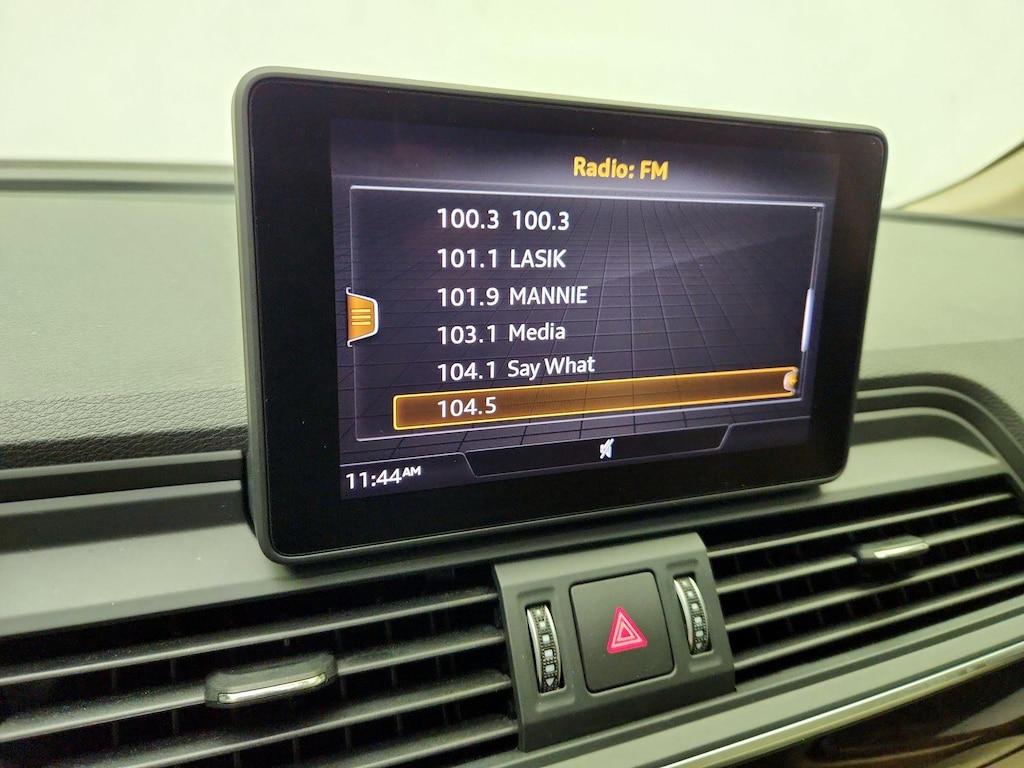 Radio: FM
100.3 100.3
101.1 LASIK
101.9 MANNIE
103.1 Media
104.1 Say What
104.5
11:44AM